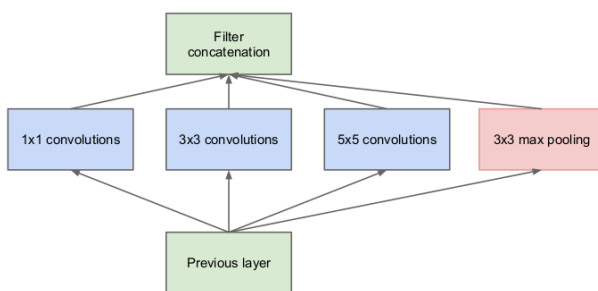 Filter
concatenation
1x1 convolutions
3x3 convolutions
5x5 convolutions
3x3 max pooling
Previous layer